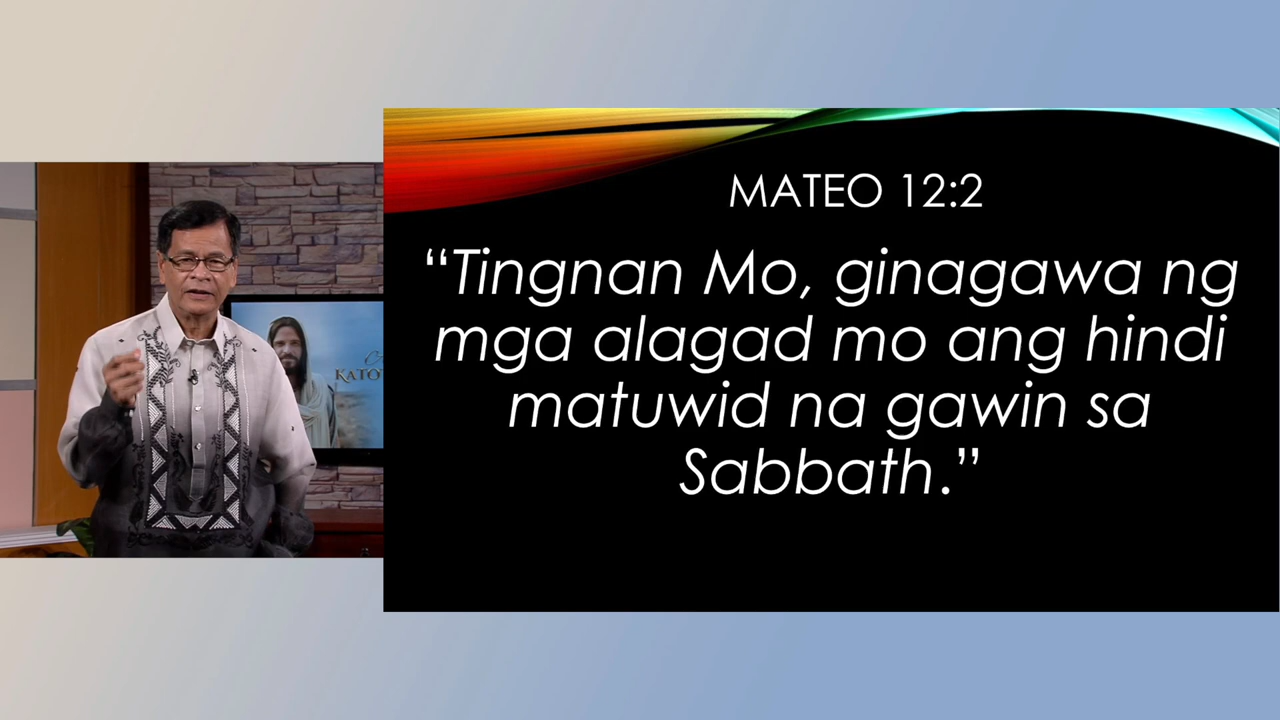 MATEO 12:2
“Tingnan Mo, ginagawa ng
mga alagad mo ang hindi
matuwid na gawin sa
Sabbath.”